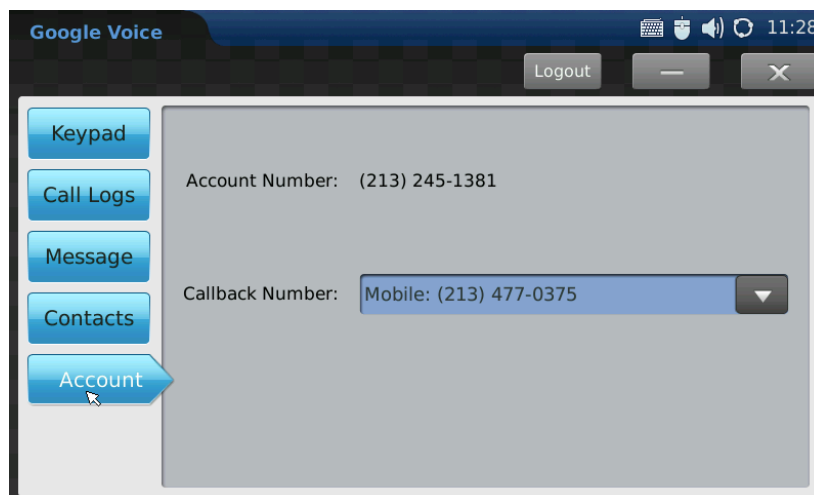 Google Voice
11:28
Logout
Keypad
Call Logs
Message
Contacts
Account
Account Number: (213) 245-1381
Callback Number: Mobile: (213) 477-0375